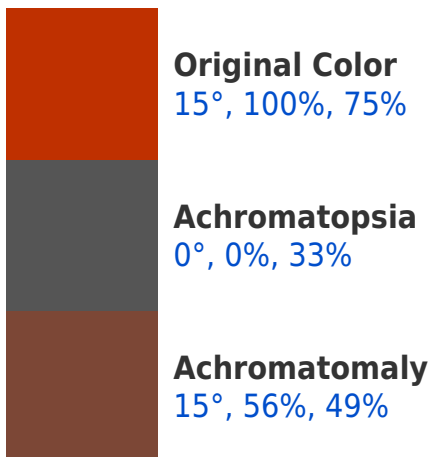 Original Color
15°, 100%, 75%
Achromatopsia
0°, 0%, 33%
Achromatomaly
15°, 56%, 49%